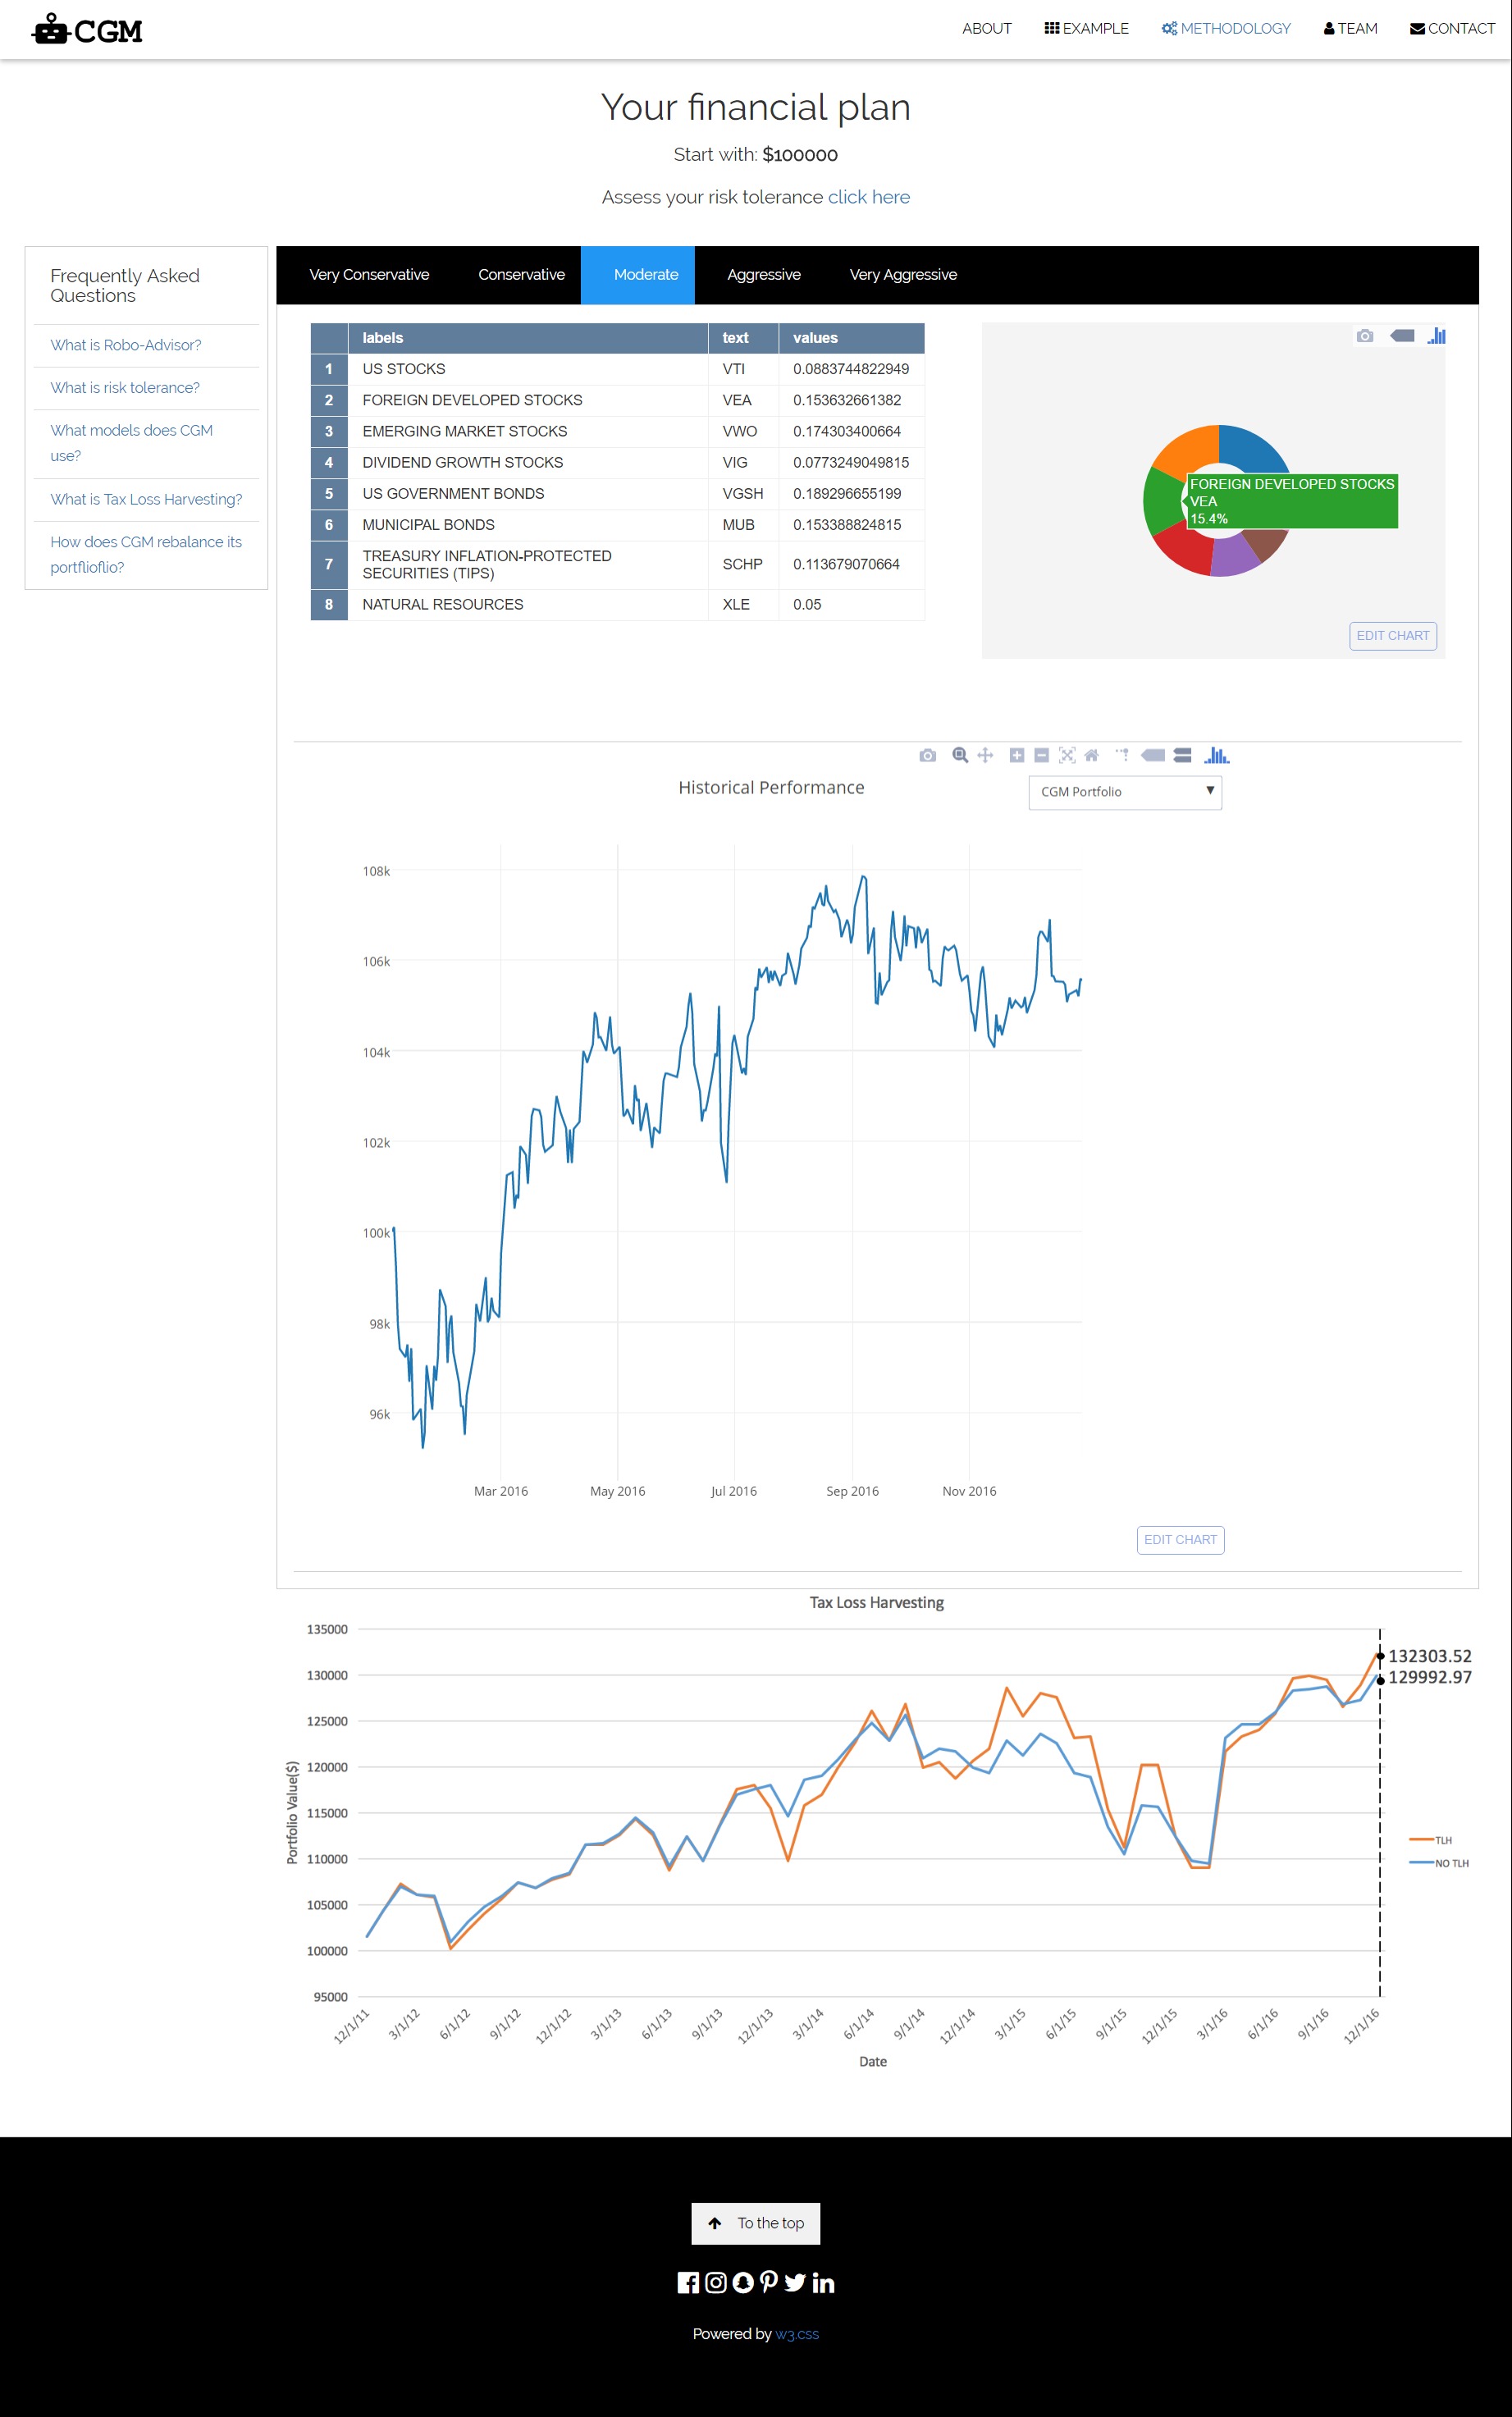 CGM
ABOUT
EXAMPLE
METHODOLOGY
TEAM
CONTACT
Your financial plan
Start with: $100000
Assess your risk tolerance click here
Frequently Asked
Questions
What is Robo-Advisor?
What is risk tolerance?
What models does CGM
use?
What is Tax Loss Harvesting?
How does CGM rebalance its
portflioflio?
Very Conservative
Conservative
Moderate
Aggressive
Very Aggressive
labels text values
1 US STOCKS VTI 0.0883744822949
2 FOREIGN DEVELOPED STOCKS VEA 0.153632661382
3 EMERGING MARKET STOCKS VWO 0.174303400664
4 DIVIDEND GROWTH STOCKS VIG 0.0773249049815
5 US GOVERNMENT BONDS VGSH 0.189296655199
6 MUNICIPAL BONDS MUB 0.153388824815
7 TREASURY INFLATION-PROTECTED
SECURITIES (TIPS) SCHP 0.113679070664
8 NATURAL RESOURCES XLE 0.05
FOREIGN DEVELOPED STOCKS
VEA
15.4%
EDIT CHART
Historical Performance
CGM Portfolio
108k
106k
104k
102k
100k
98k
96k
Mar 2016
May 2016
Jul 2016
Sep 2016
Nov 2016
EDIT CHART
Tax Loss Harvesting
135000
130000
125000
120000
115000
110000
105000
100000
95000
Portfolio Value($)
132303.52
129992.97
TLH
NO TLH
12/1/11
3/1/12
6/1/12
9/1/12
12/1/12
3/1/13
6/1/13
9/1/13
12/1/13
3/1/14
6/1/14
9/1/14
12/1/14
3/1/15
6/1/15
9/1/15
12/1/15
3/1/16
6/1/16
9/1/16
12/1/16
Date
To the top
Powered by w3.css